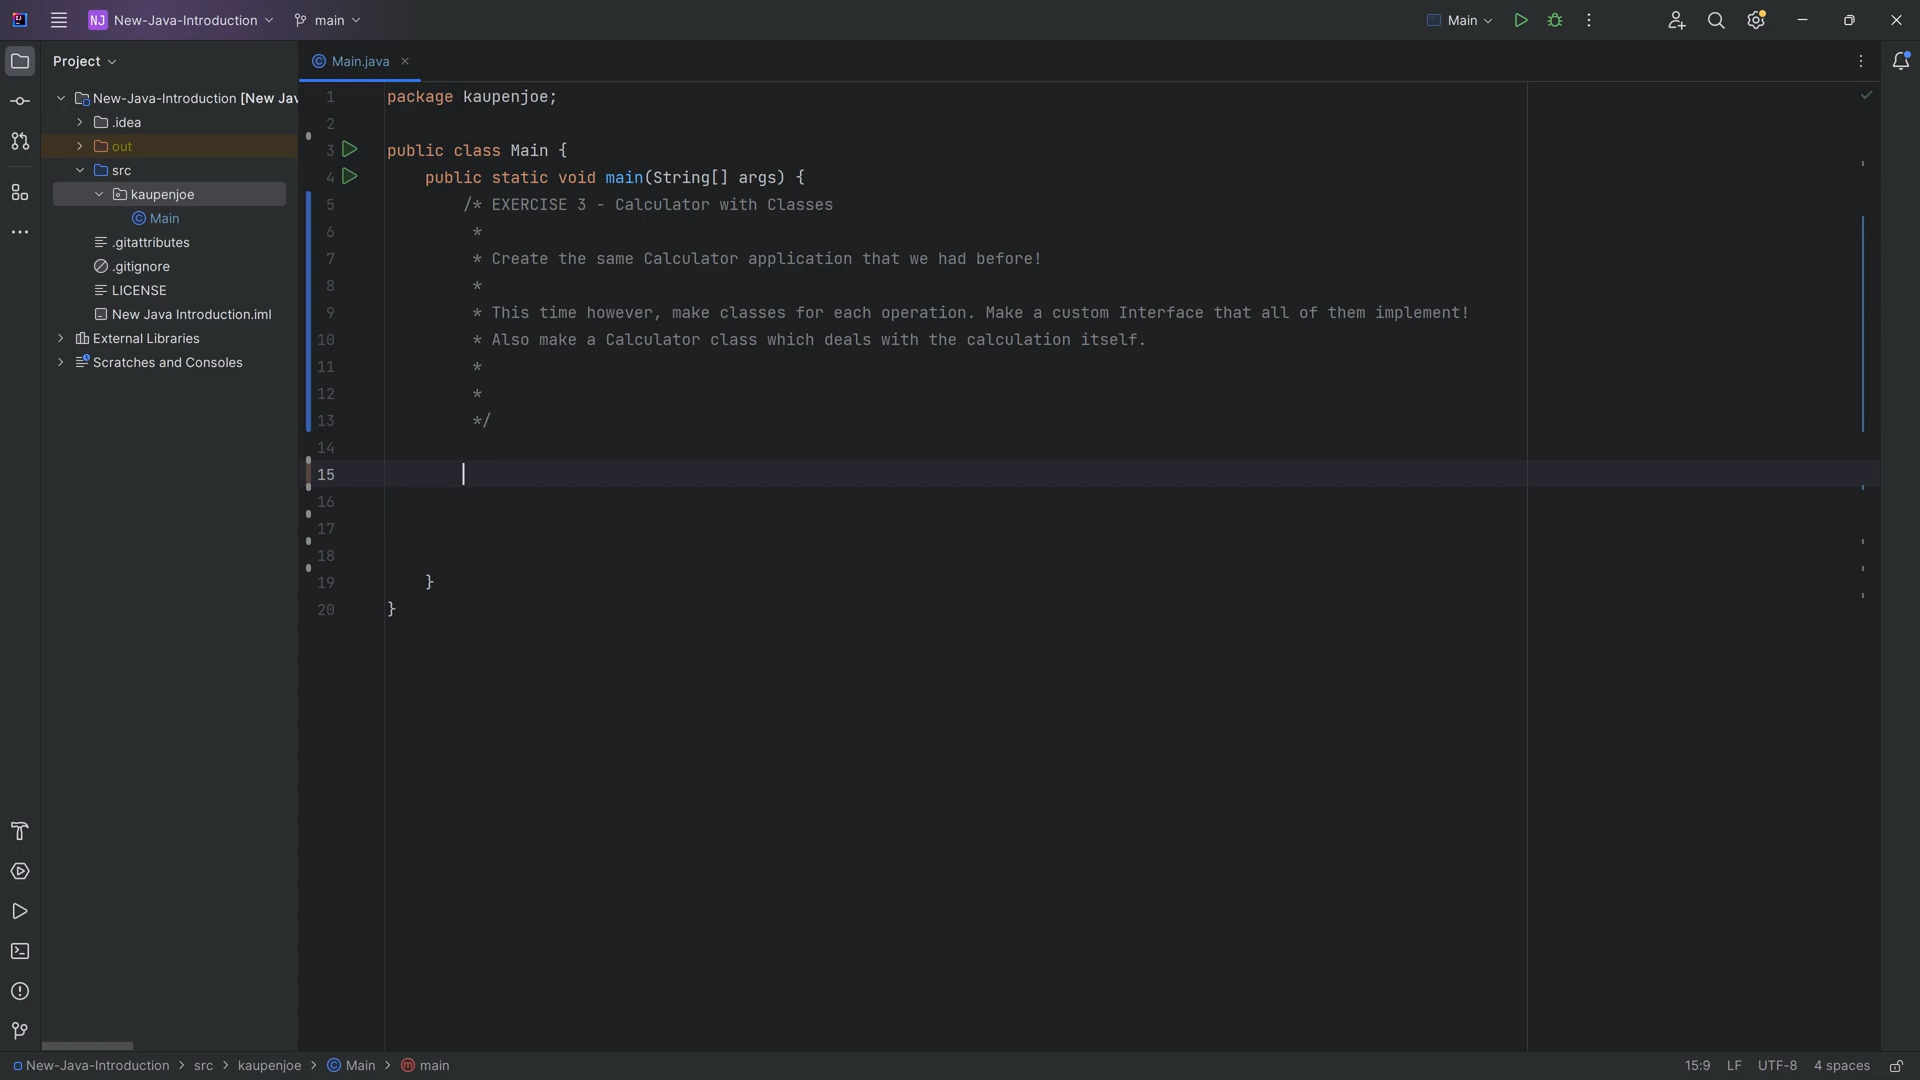 NJ New-Java-Introduction main Main
Project
Main.java
New-Java-Introduction [New Jav
.idea
out
src
kaupenjoe
Main
.gitattributes
.gitignore
LICENSE
New Java Introduction.iml
External Libraries
Scratches and Consoles
1 package kaupenjoe;
2
3 public class Main {
4 public static void main(String[] args) {
5 /* EXERCISE 3 - Calculator with Classes
6 *
7 * Create the same Calculator application that we had before!
8 *
9 * This time however, make classes for each operation. Make a custom Interface that all of them implement!
10 * Also make a Calculator class which deals with the calculation itself.
11 *
12 *
13 */
14
15
16
17
18
19 }
20 }
New-Java-Introduction > src > kaupenjoe > Main > main 15:9 LF UTF-8 4 spaces